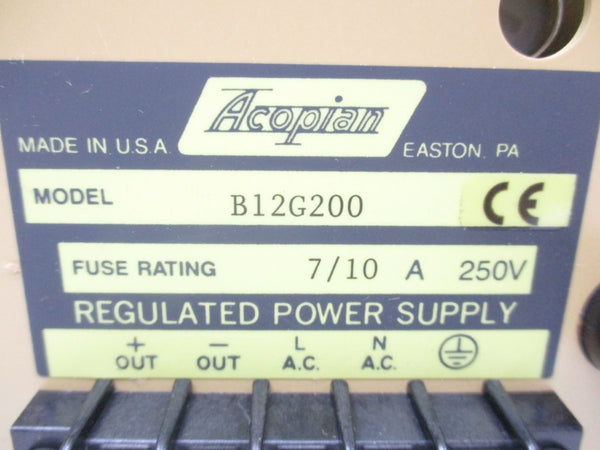 Acopian
MADE IN U.S.A. EASTON, PA
MODEL B12G200 CE
FUSE RATING 7/10 A 250V
REGULATED POWER SUPPLY
+ − L N
OUT OUT A.C. A.C.